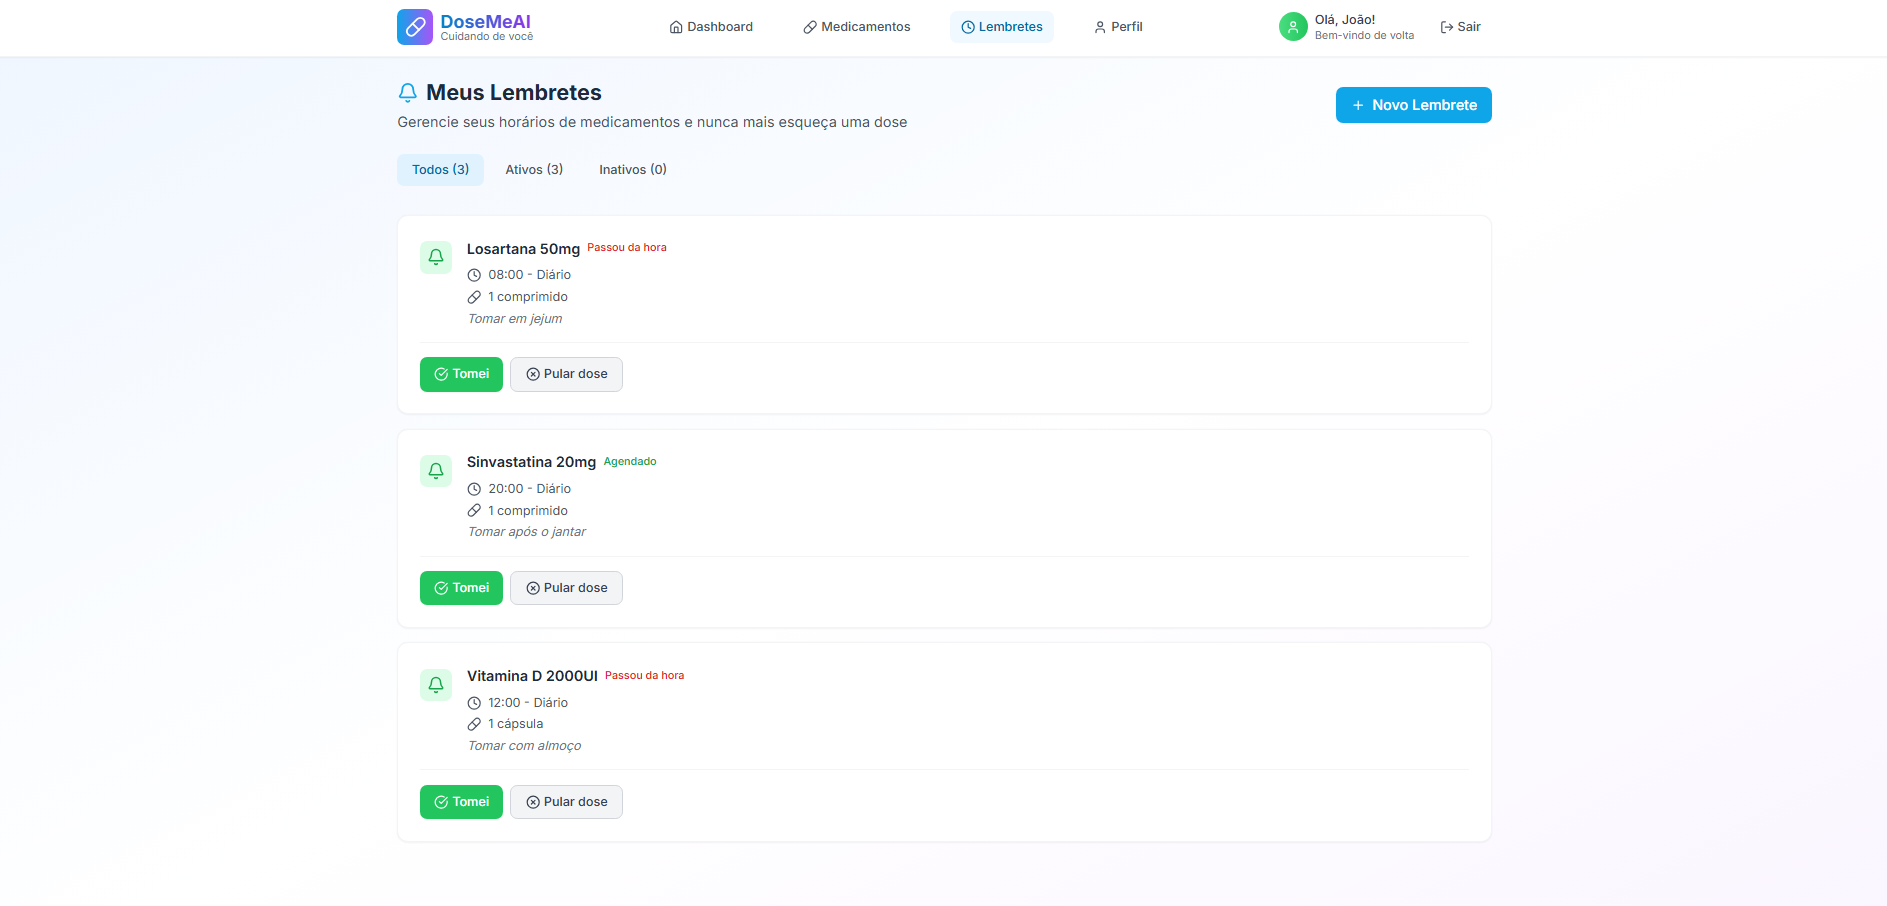 DoseMeAI
Cuidando de você
Dashboard
Medicamentos
Lembretes
Perfil
Olá, João!
Bem-vindo de volta
Sair
Meus Lembretes
Gerencie seus horários de medicamentos e nunca mais esqueça uma dose
+ Novo Lembrete
Todos (3)
Ativos (3)
Inativos (0)
Losartana 50mg Passou da hora
08:00 - Diário
1 comprimido
Tomar em jejum
Tomei
Pular dose
Sinvastatina 20mg Agendado
20:00 - Diário
1 comprimido
Tomar após o jantar
Tomei
Pular dose
Vitamina D 2000UI Passou da hora
12:00 - Diário
1 cápsula
Tomar com almoço
Tomei
Pular dose